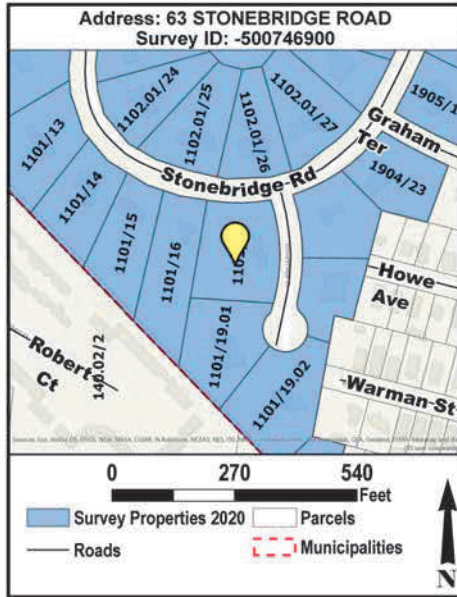 Address: 63 STONEBRIDGE ROAD
Survey ID: -500746900
1101/13
1102.01/24
1102.01/25
1102.01/26
1102.01/27
1905/1
Graham
Ter
Stonebridge Rd
1904/23
1101/14
1101/15
1101/16
Howe
Ave
Robert
Ct
1101/19.01
1101/19.02
Warman St
0 270 540
Feet
Survey Properties 2020
Parcels
Roads
Municipalities
N